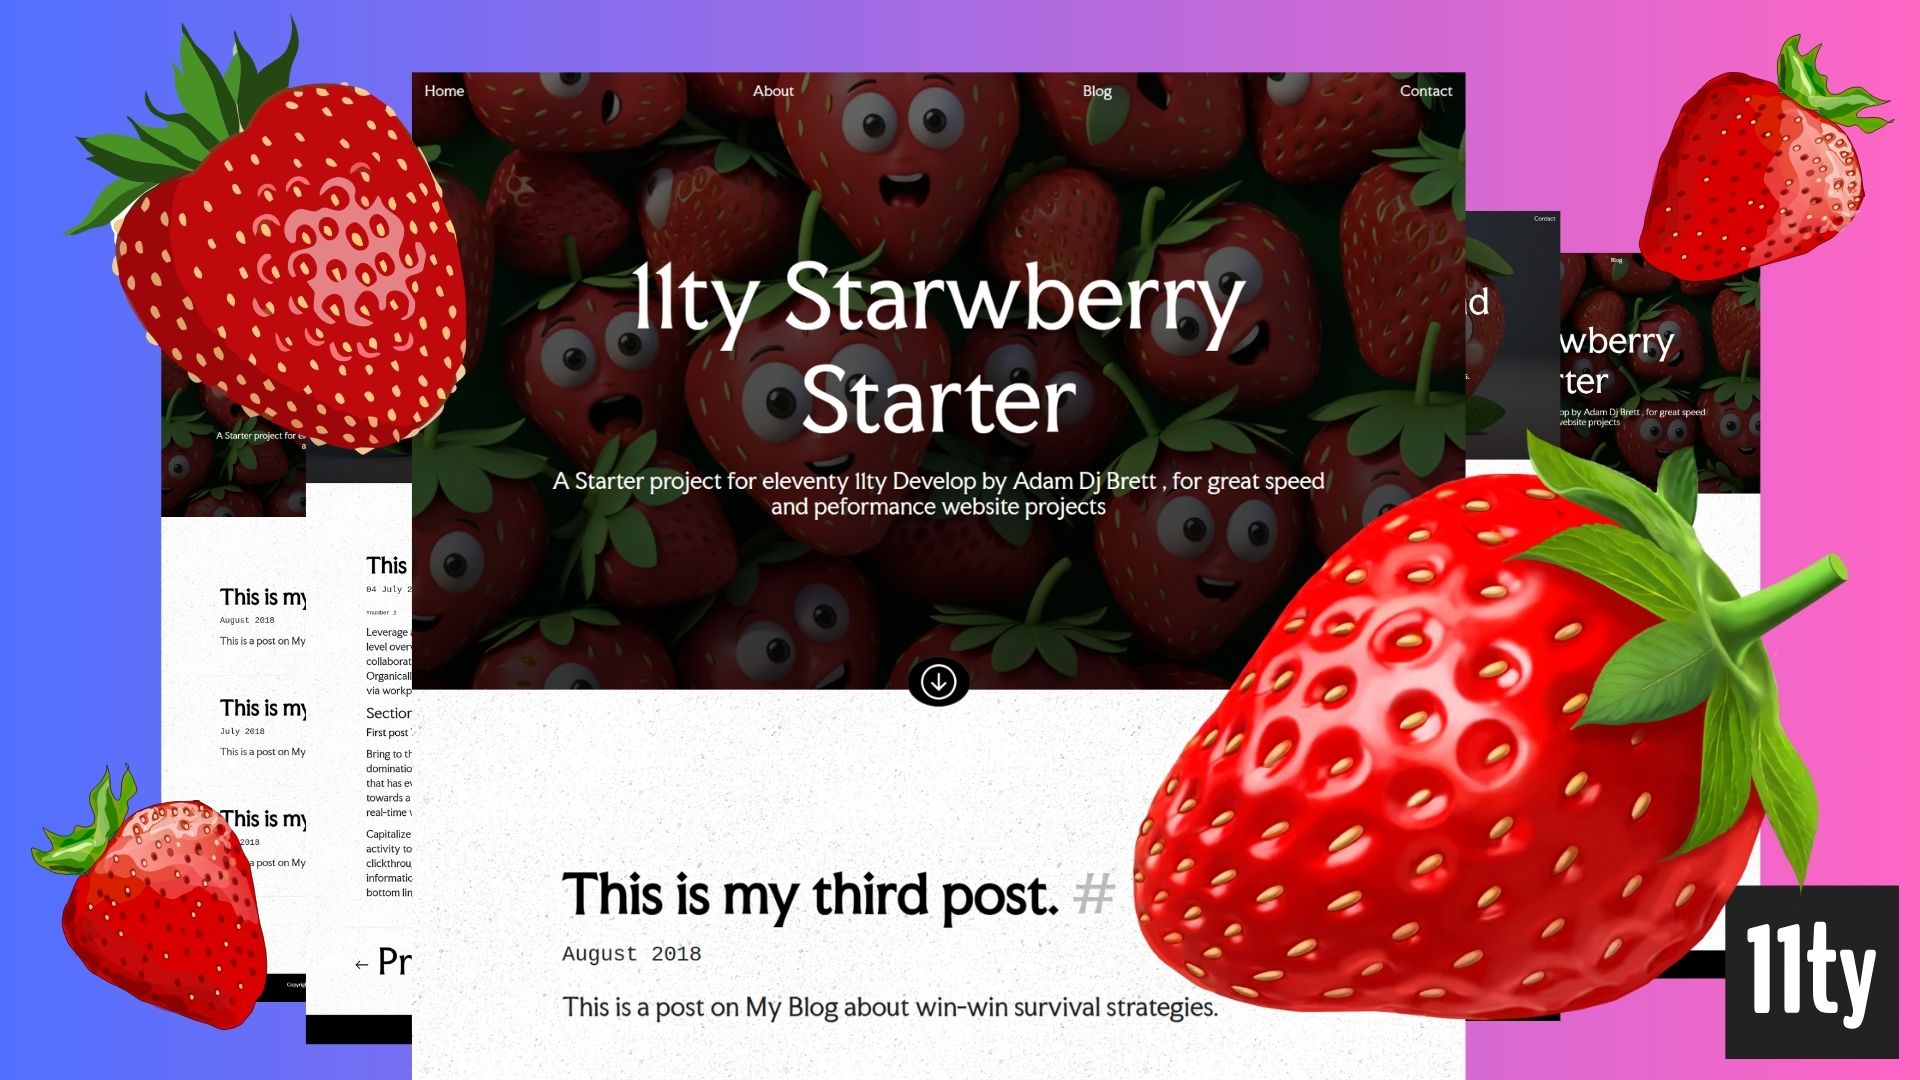 Home
About
Blog
Contact
11ty Starwberry
Starter
A Starter project for eleventy 11ty Develop by Adam Dj Brett , for great speed
and peformance website projects
This is my third post. #
August 2018
This is a post on My Blog about win-win survival strategies.
A Starter project for
This is my
August 2018
This is a post on My
This is my
July 2018
This is a post on My
This is my
2018
a post on My
This
04 July 2
#number 2
Leverage
level over
collaborat
Organicall
via workp
Section
First post
Bring to th
dominatio
that has ev
towards a
real-time
Capitalize
activity to
clickthrou
informatio
bottom lin
← Pr
Contact
Blog
wberry
rter
op by Adam Dj Brett , for great speed
website projects
11ty